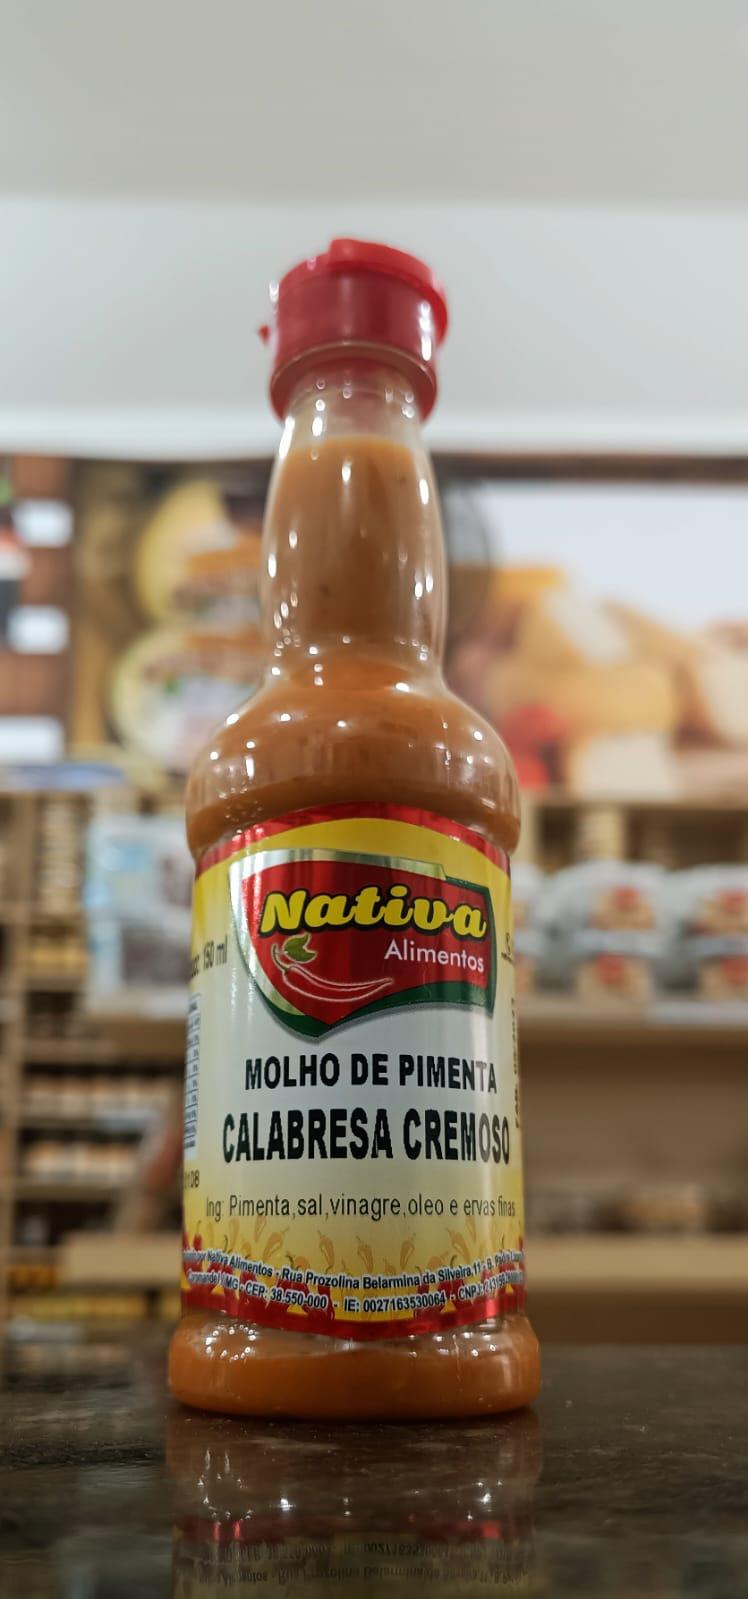 Nativa
Alimentos
150 ml
MOLHO DE PIMENTA
CALABRESA CREMOSO
Ing: Pimenta,sal,vinagre,oleo e ervas finas
por Nativa Alimentos - Rua Prozolina Belarmina da Silveira,11 - B.
MG - CEP: 38.550-000 - IE: 0027163530064 - CNPJ: